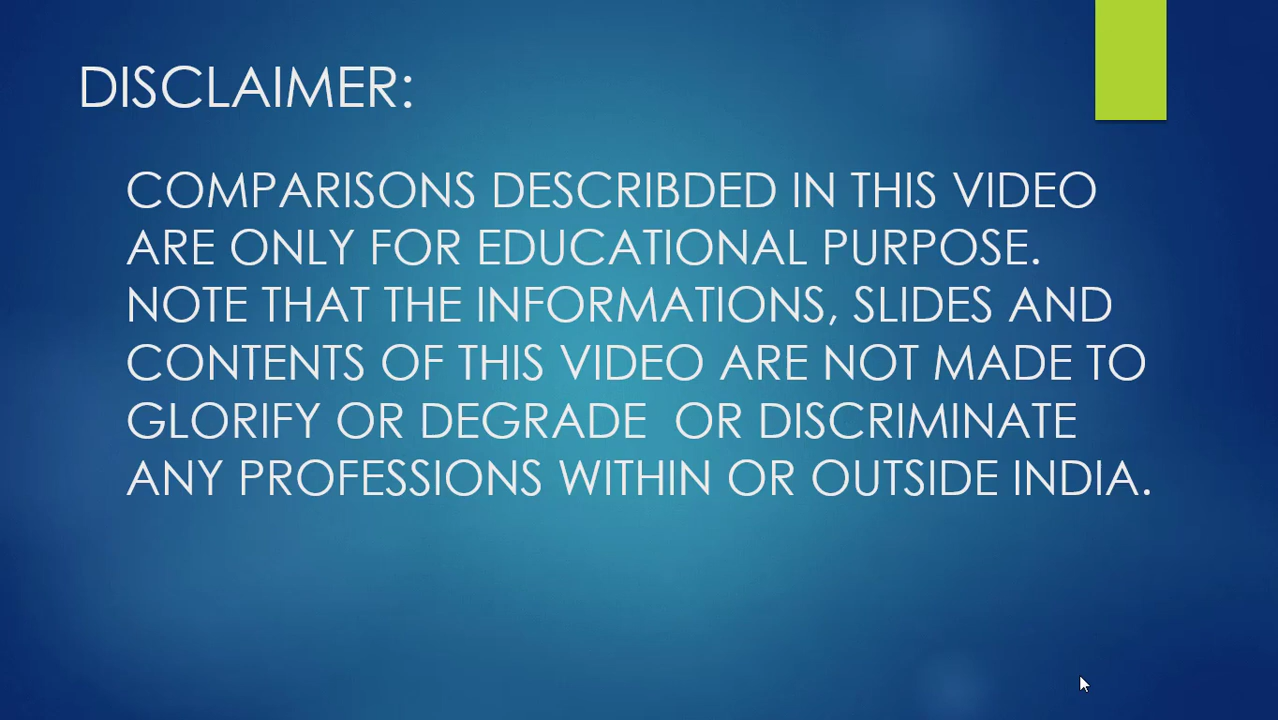 DISCLAIMER:
COMPARISONS DESCRIBDED IN THIS VIDEO
ARE ONLY FOR EDUCATIONAL PURPOSE.
NOTE THAT THE INFORMATIONS, SLIDES AND
CONTENTS OF THIS VIDEO ARE NOT MADE TO
GLORIFY OR DEGRADE  OR DISCRIMINATE
ANY PROFESSIONS WITHIN OR OUTSIDE INDIA.